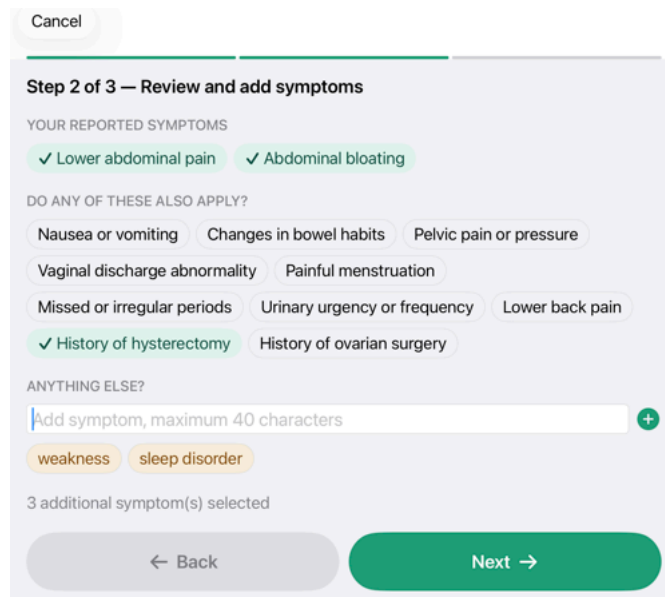 Cancel
Step 2 of 3 — Review and add symptoms
YOUR REPORTED SYMPTOMS
✓ Lower abdominal pain ✓ Abdominal bloating
DO ANY OF THESE ALSO APPLY?
Nausea or vomiting Changes in bowel habits Pelvic pain or pressure
Vaginal discharge abnormality Painful menstruation
Missed or irregular periods Urinary urgency or frequency Lower back pain
✓ History of hysterectomy History of ovarian surgery
ANYTHING ELSE?
Add symptom, maximum 40 characters +
weakness sleep disorder
3 additional symptom(s) selected
← Back Next →